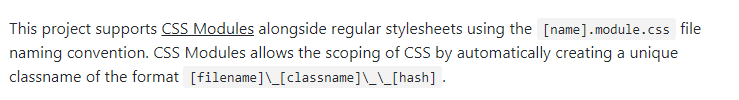 This project supports CSS Modules alongside regular stylesheets using the [name].module.css file
naming convention. CSS Modules allows the scoping of CSS by automatically creating a unique
classname of the format [filename]\_[classname]\_\_[hash] .